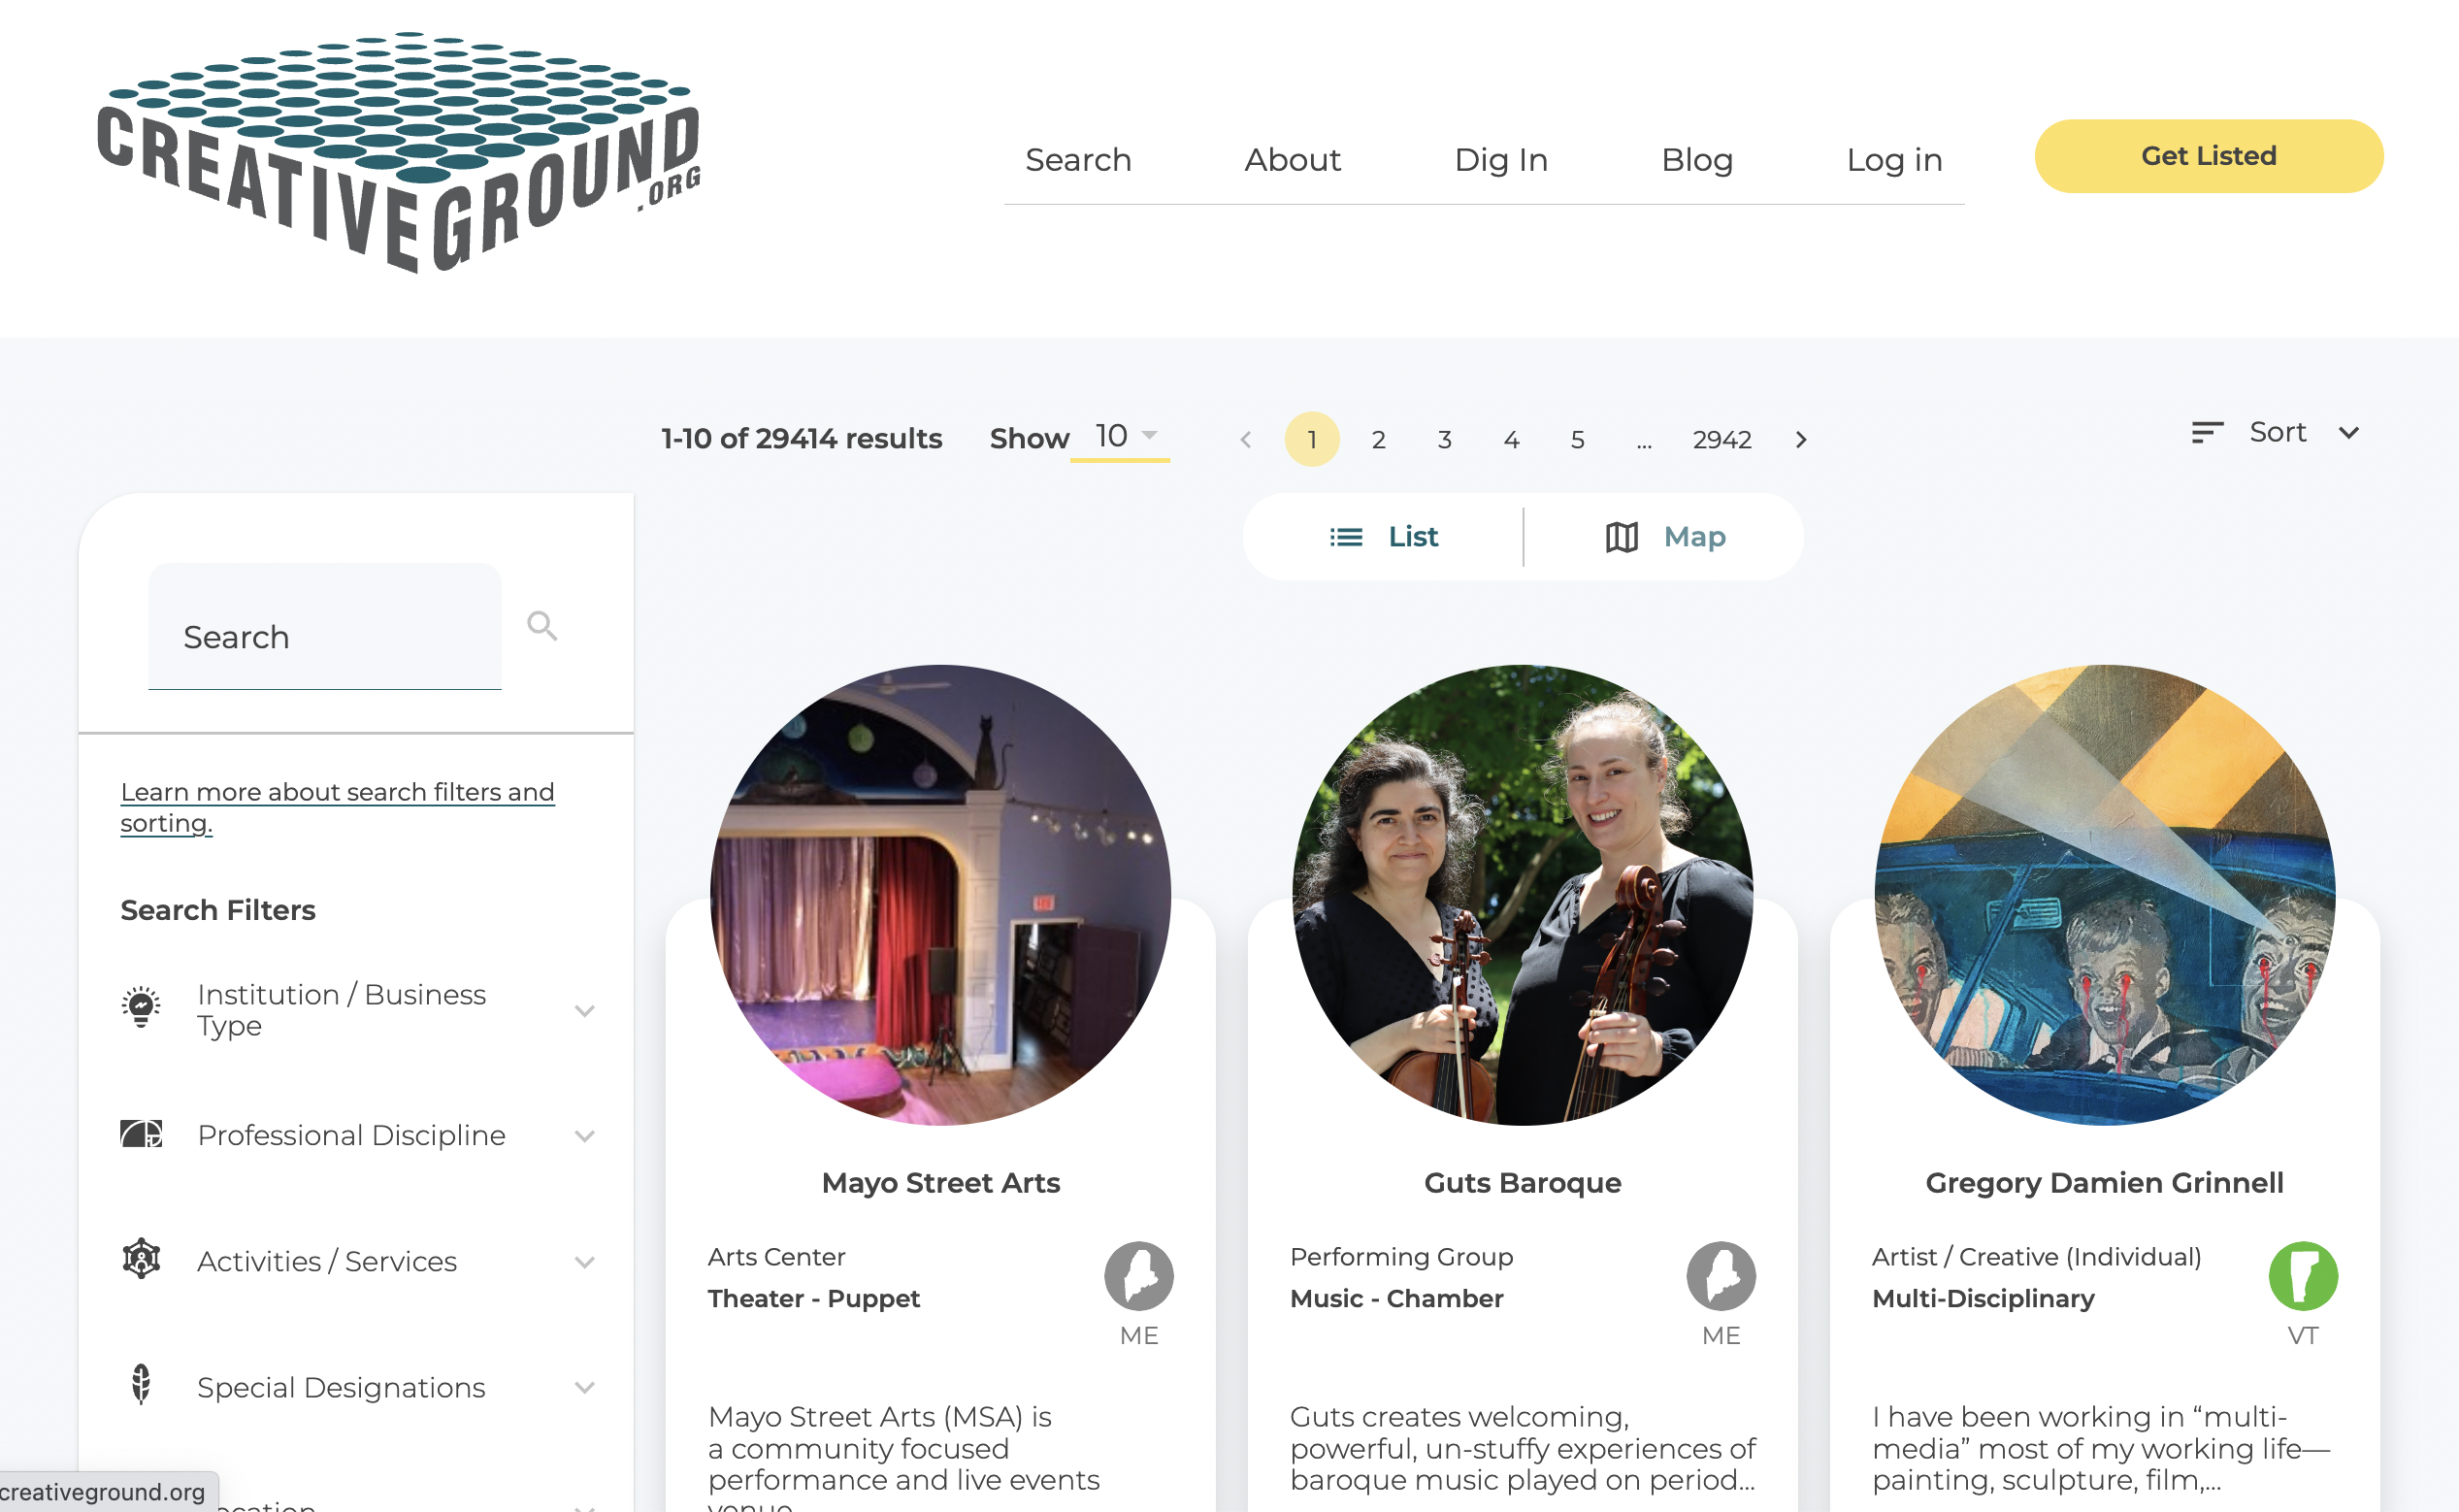 CREATIVEGROUND
.ORG
Search
About
Dig In
Blog
Log in
Get Listed
1-10 of 29414 results
Show 10
1
2
3
4
5
...
2942
Sort
List
Map
Search
Learn more about search filters and
sorting.
Search Filters
Institution / Business
Type
Professional Discipline
Activities / Services
Special Designations
creativeground.org
Mayo Street Arts
Arts Center
Theater - Puppet
ME
Mayo Street Arts (MSA) is
a community focused
performance and live events
Guts Baroque
Performing Group
Music - Chamber
ME
Guts creates welcoming,
powerful, un-stuffy experiences of
baroque music played on period...
Gregory Damien Grinnell
Artist / Creative (Individual)
Multi-Disciplinary
VT
I have been working in “multi-
media” most of my working life—
painting, sculpture, film,...